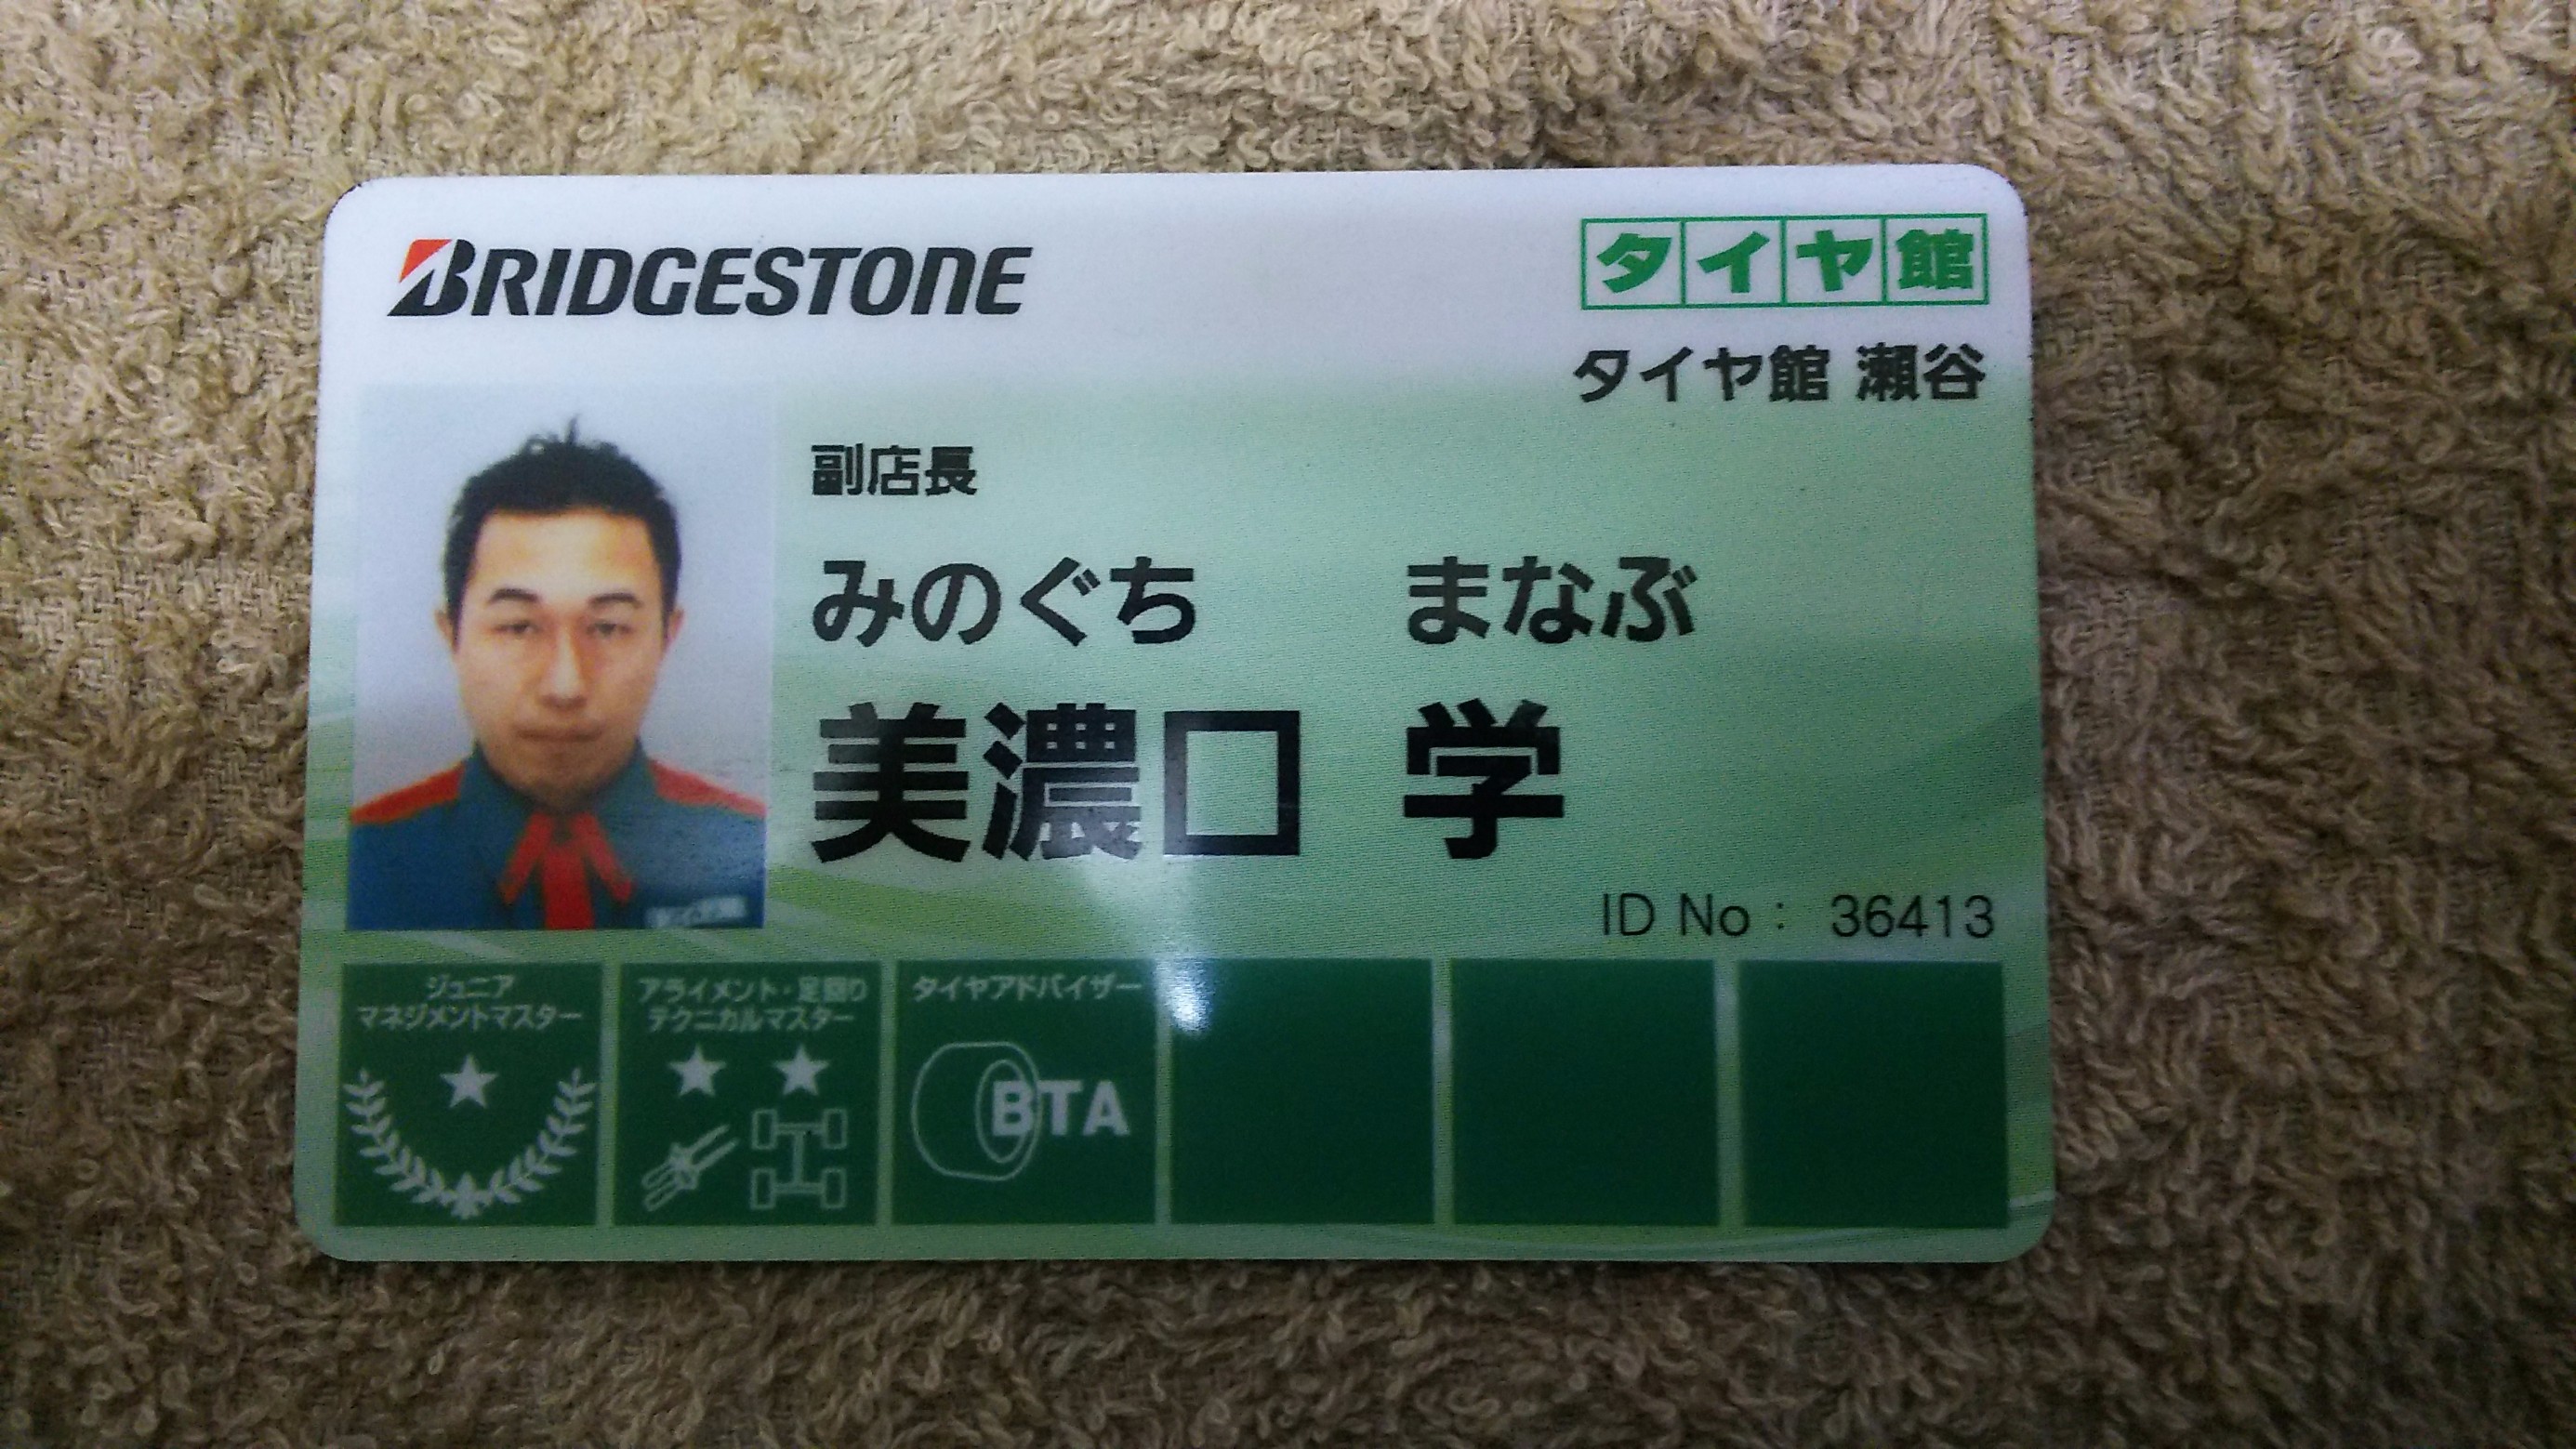 BRIDGESTONE
タイヤ館
タイヤ館 瀬谷
副店長
みのぐち まなぶ
美濃口 学
ID No : 36413
ジュニア
マネジメントマスター
アライメント・足回り
テクニカルマスター
タイヤアドバイザー
BTA